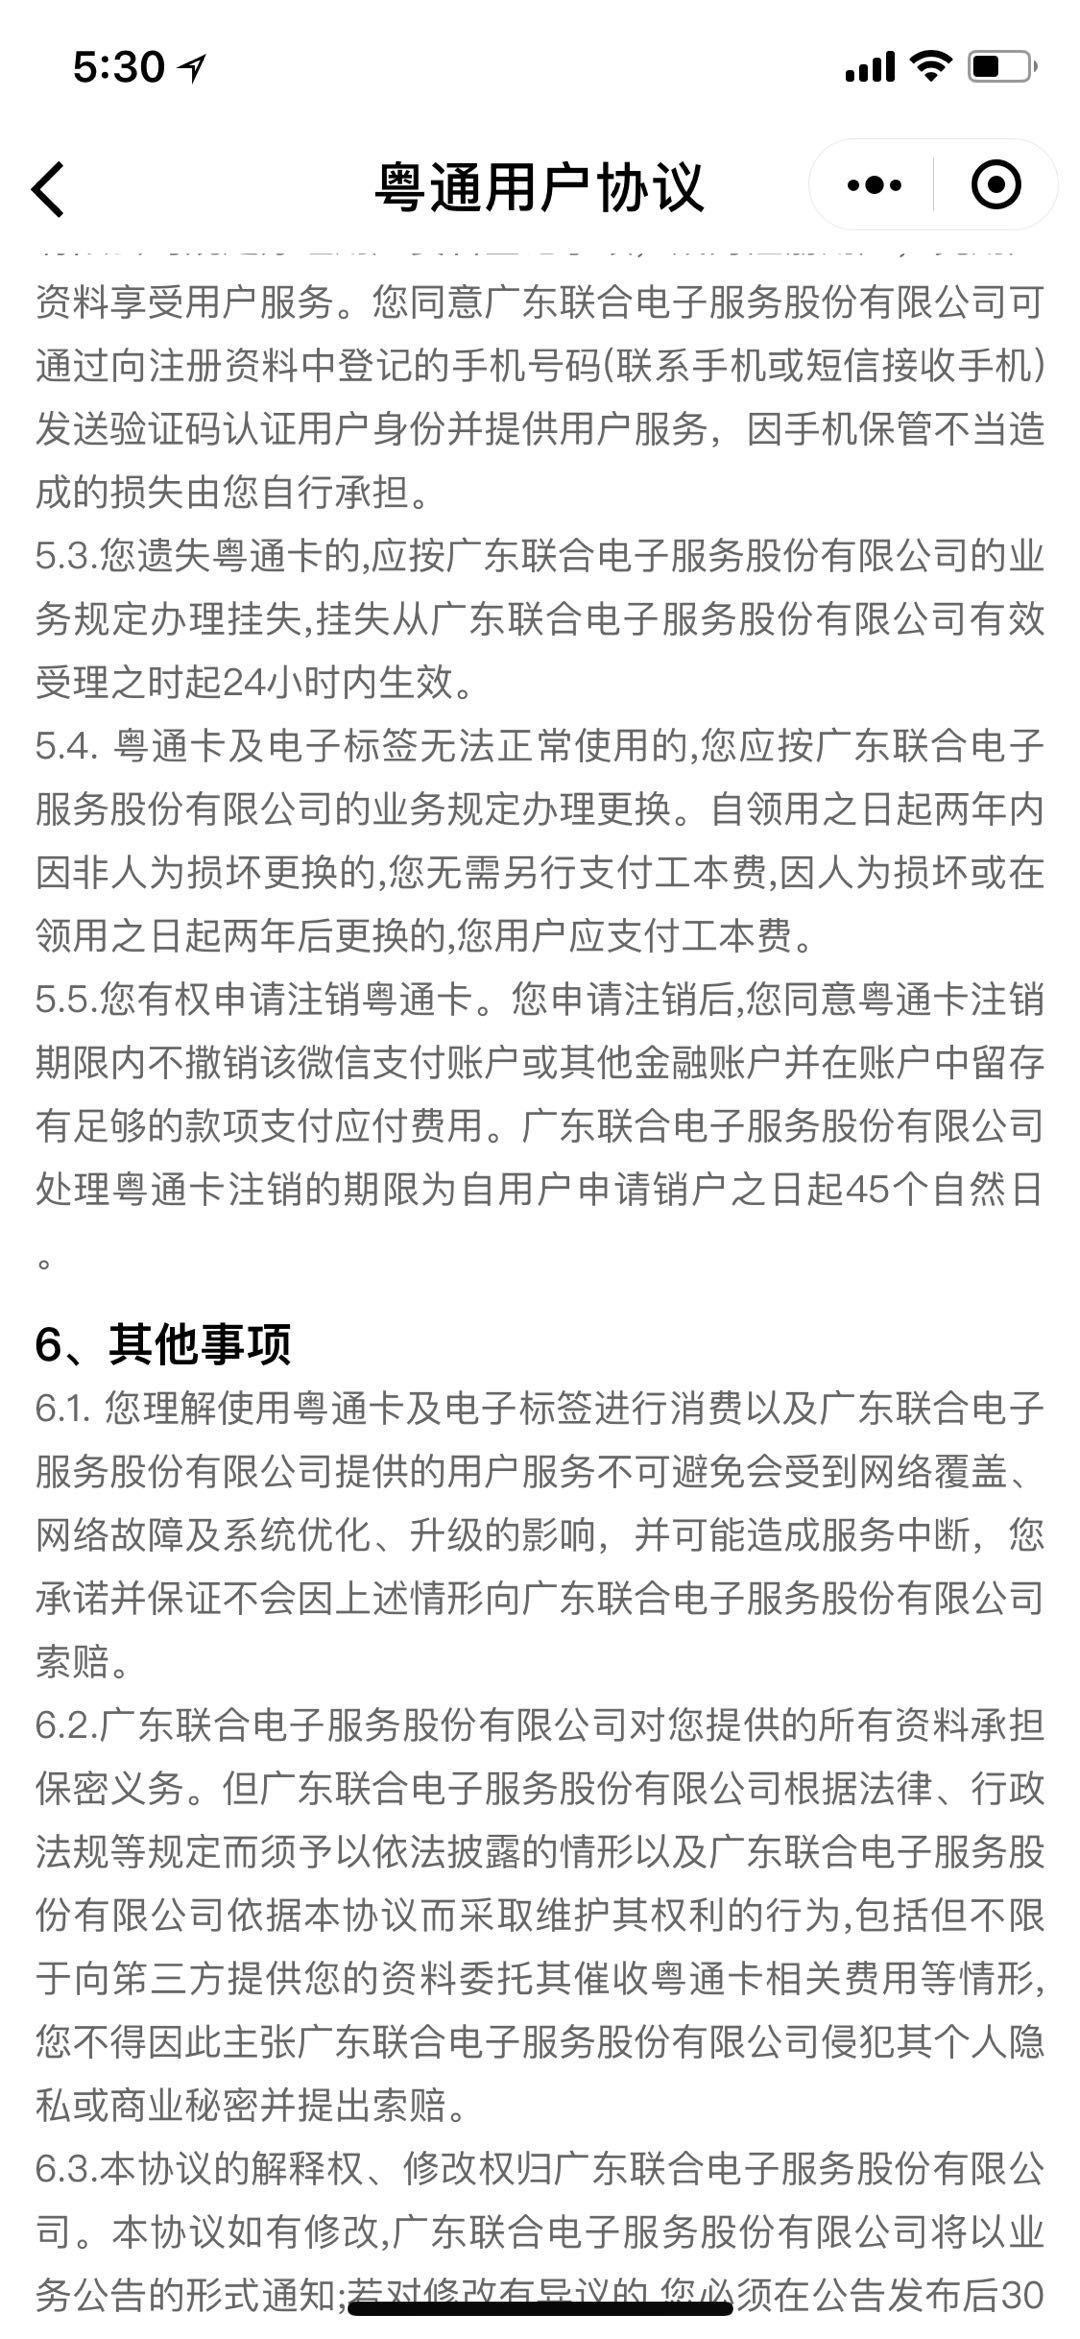 5:30
粤通用户协议
资料享受用户服务。您同意广东联合电子服务股份有限公司可
通过向注册资料中登记的手机号码(联系手机或短信接收手机)
发送验证码认证用户身份并提供用户服务，因手机保管不当造
成的损失由您自行承担。
5.3.您遗失粤通卡的,应按广东联合电子服务股份有限公司的业
务规定办理挂失,挂失从广东联合电子服务股份有限公司有效
受理之时起24小时内生效。
5.4. 粤通卡及电子标签无法正常使用的,您应按广东联合电子
服务股份有限公司的业务规定办理更换。自领用之日起两年内
因非人为损坏更换的,您无需另行支付工本费,因人为损坏或在
领用之日起两年后更换的,您用户应支付工本费。
5.5.您有权申请注销粤通卡。您申请注销后,您同意粤通卡注销
期限内不撒销该微信支付账户或其他金融账户并在账户中留存
有足够的款项支付应付费用。广东联合电子服务股份有限公司
处理粤通卡注销的期限为自用户申请销户之日起45个自然日
。
6、其他事项
6.1. 您理解使用粤通卡及电子标签进行消费以及广东联合电子
服务股份有限公司提供的用户服务不可避免会受到网络覆盖、
网络故障及系统优化、升级的影响，并可能造成服务中断，您
承诺并保证不会因上述情形向广东联合电子服务股份有限公司
索赔。
6.2.广东联合电子服务股份有限公司对您提供的所有资料承担
保密义务。但广东联合电子服务股份有限公司根据法律、行政
法规等规定而须予以依法披露的情形以及广东联合电子服务股
份有限公司依据本协议而采取维护其权利的行为,包括但不限
于向笫三方提供您的资料委托其催收粤通卡相关费用等情形,
您不得因此主张广东联合电子服务股份有限公司侵犯其个人隐
私或商业秘密并提出索赔。
6.3.本协议的解释权、修改权归广东联合电子服务股份有限公
司。本协议如有修改,广东联合电子服务股份有限公司将以业
务公告的形式通知;若对修改有异议的,您必须在公告发布后30